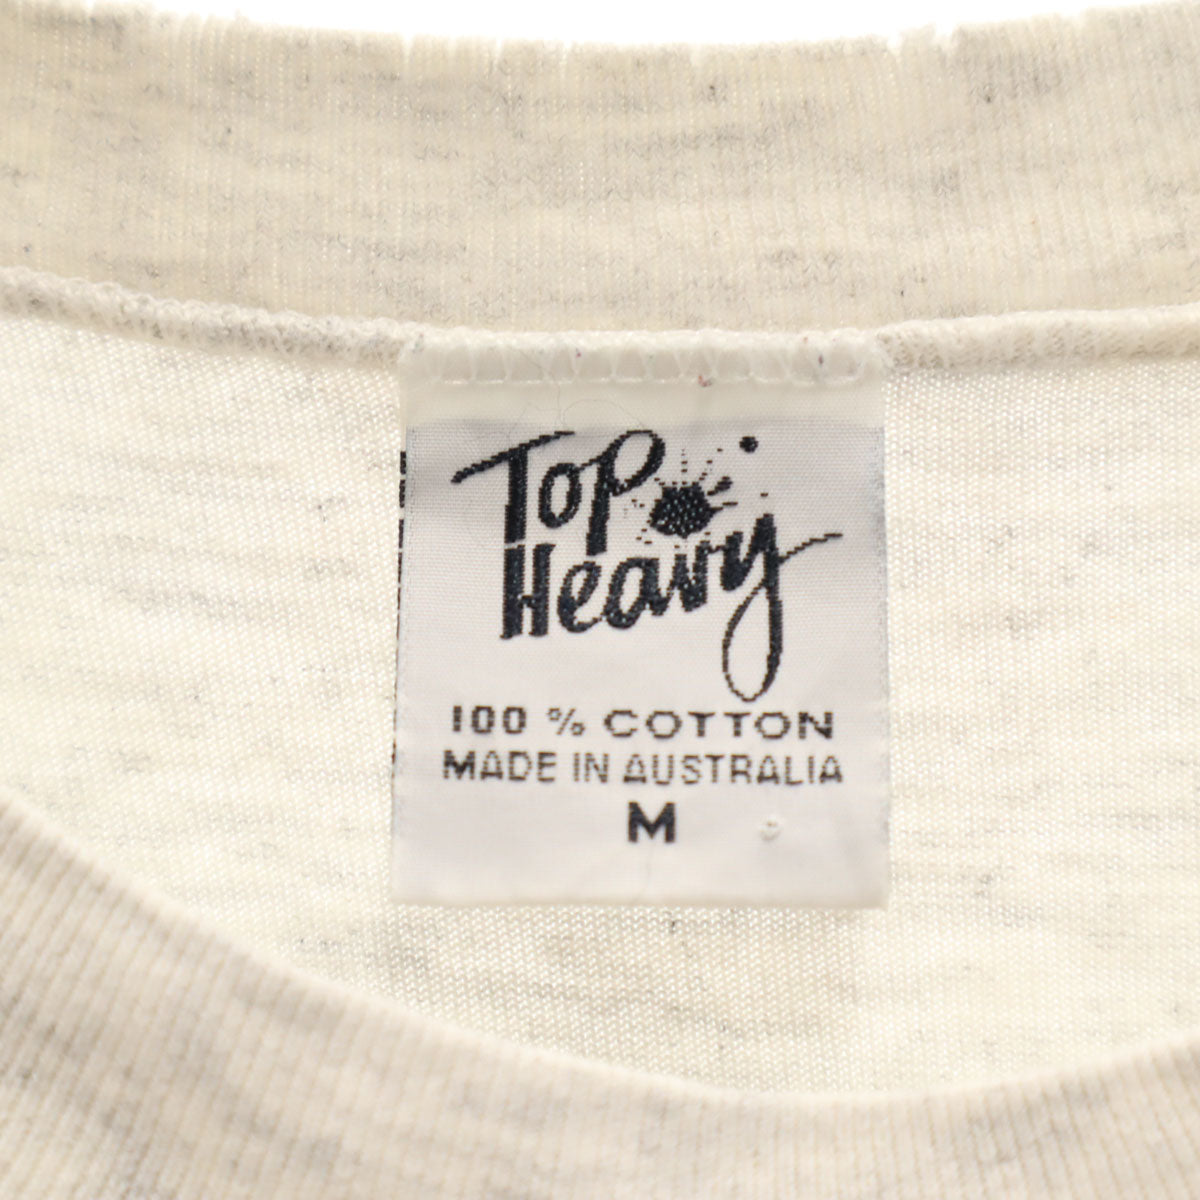 Top
Heavy
100 % COTTON
MADE IN AUSTRALIA
M